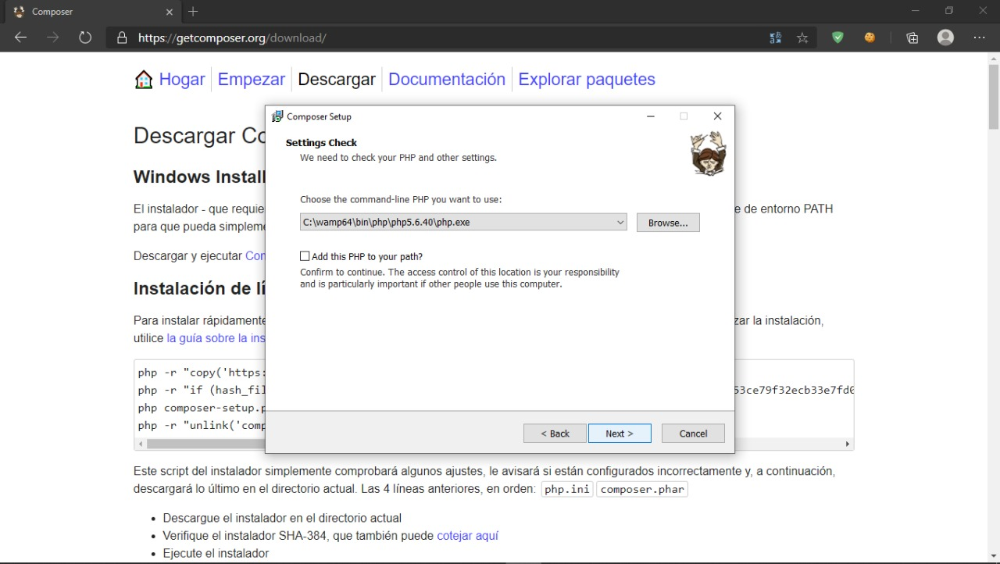 Composer
https://getcomposer.org/download/
Hogar Empezar Descargar Documentación Explorar paquetes
Descargar Co
Windows Install
El instalador - que requie
e de entorno PATH
para que pueda simpleme
Descargar y ejecutar Con
Instalación de lí
Para instalar rápidamente
zar la instalación,
utilice la guía sobre la ins
php -r "copy('https:
php -r "if (hash_fil
53ce79f32ecb33e7fd0
php composer-setup.p
php -r "unlink('comp
Composer Setup
Settings Check
We need to check your PHP and other settings.
Choose the command-line PHP you want to use:
C:\wamp64\bin\php\php5.6.40\php.exe
Browse...
Add this PHP to your path?
Confirm to continue. The access control of this location is your responsibility
and is particularly important if other people use this computer.
< Back Next > Cancel
Este script del instalador simplemente comprobará algunos ajustes, le avisará si están configurados incorrectamente y, a continuación,
descargará lo último en el directorio actual. Las 4 líneas anteriores, en orden: php.ini composer.phar
• Descargue el instalador en el directorio actual
• Verifique el instalador SHA-384, que también puede cotejar aquí
• Ejecute el instalador